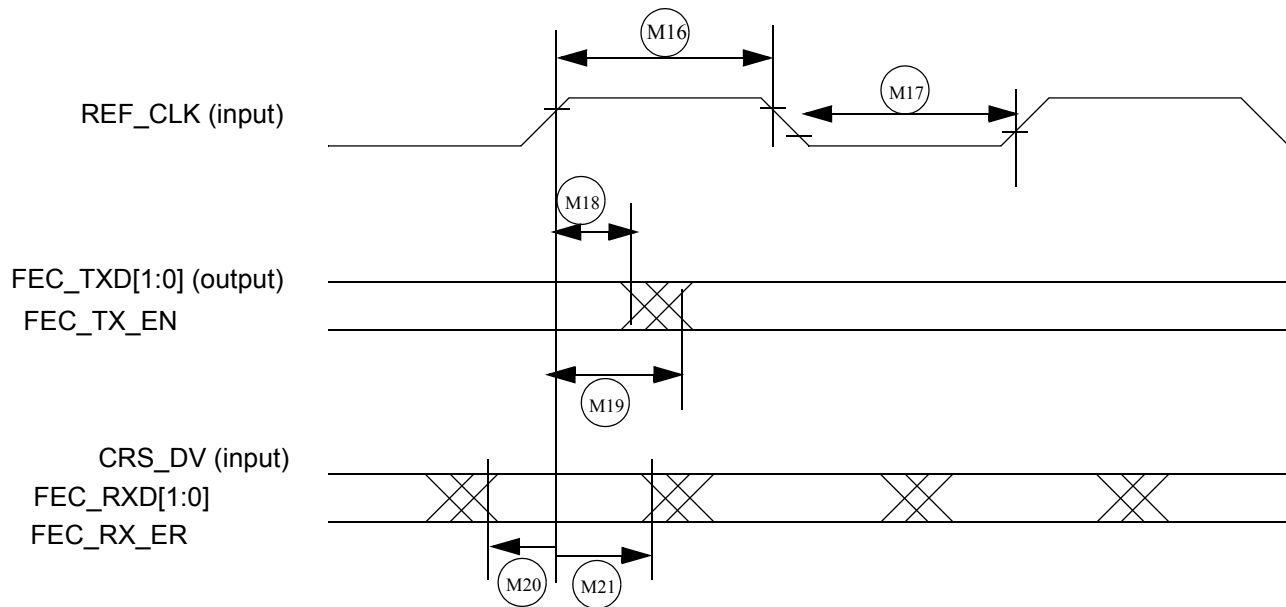 M16
REF_CLK (input)
M17
M18
FEC_TXD[1:0] (output)
FEC_TX_EN
M19
CRS_DV (input)
FEC_RXD[1:0]
FEC_RX_ER
M20
M21